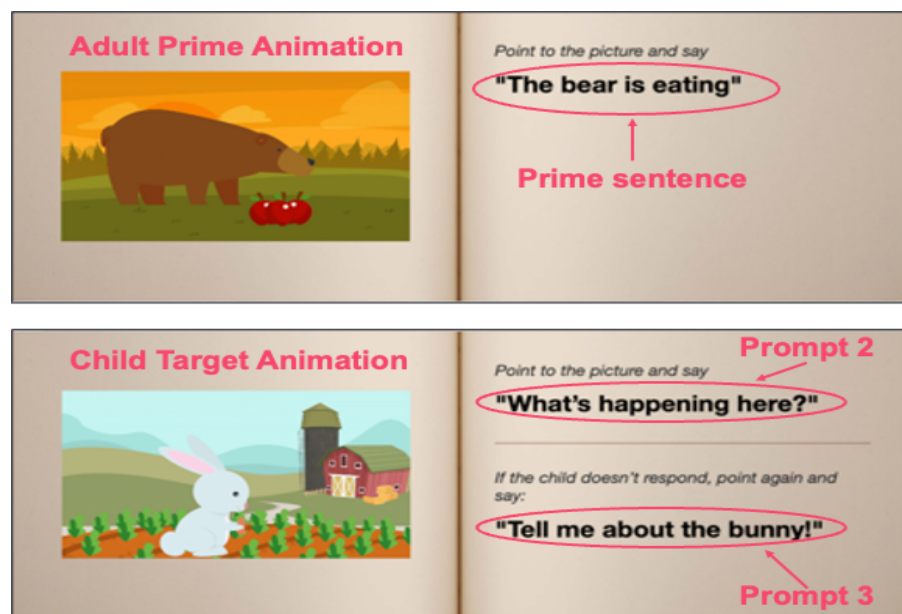 Adult Prime Animation
Point to the picture and say
"The bear is eating"
Prime sentence
Child Target Animation
Prompt 2
Point to the picture and say
"What's happening here?"
If the child doesn't respond, point again and
say:
"Tell me about the bunny!"
Prompt 3